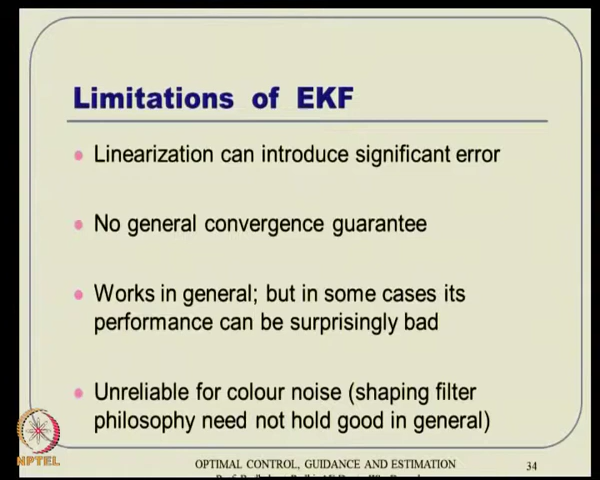 Limitations of EKF
Linearization can introduce significant error
No general convergence guarantee
Works in general; but in some cases its
performance can be surprisingly bad
Unreliable for colour noise (shaping filter
philosophy need not hold good in general)
NPTEL
OPTIMAL CONTROL, GUIDANCE AND ESTIMATION
34